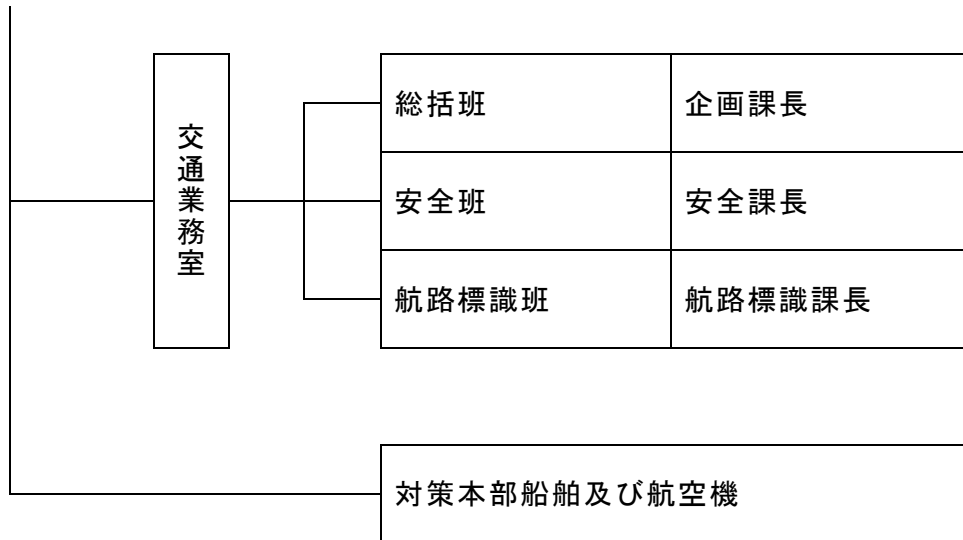 交通業務室
総括班 企画課長
安全班 安全課長
航路標識班 航路標識課長
対策本部船舶及び航空機